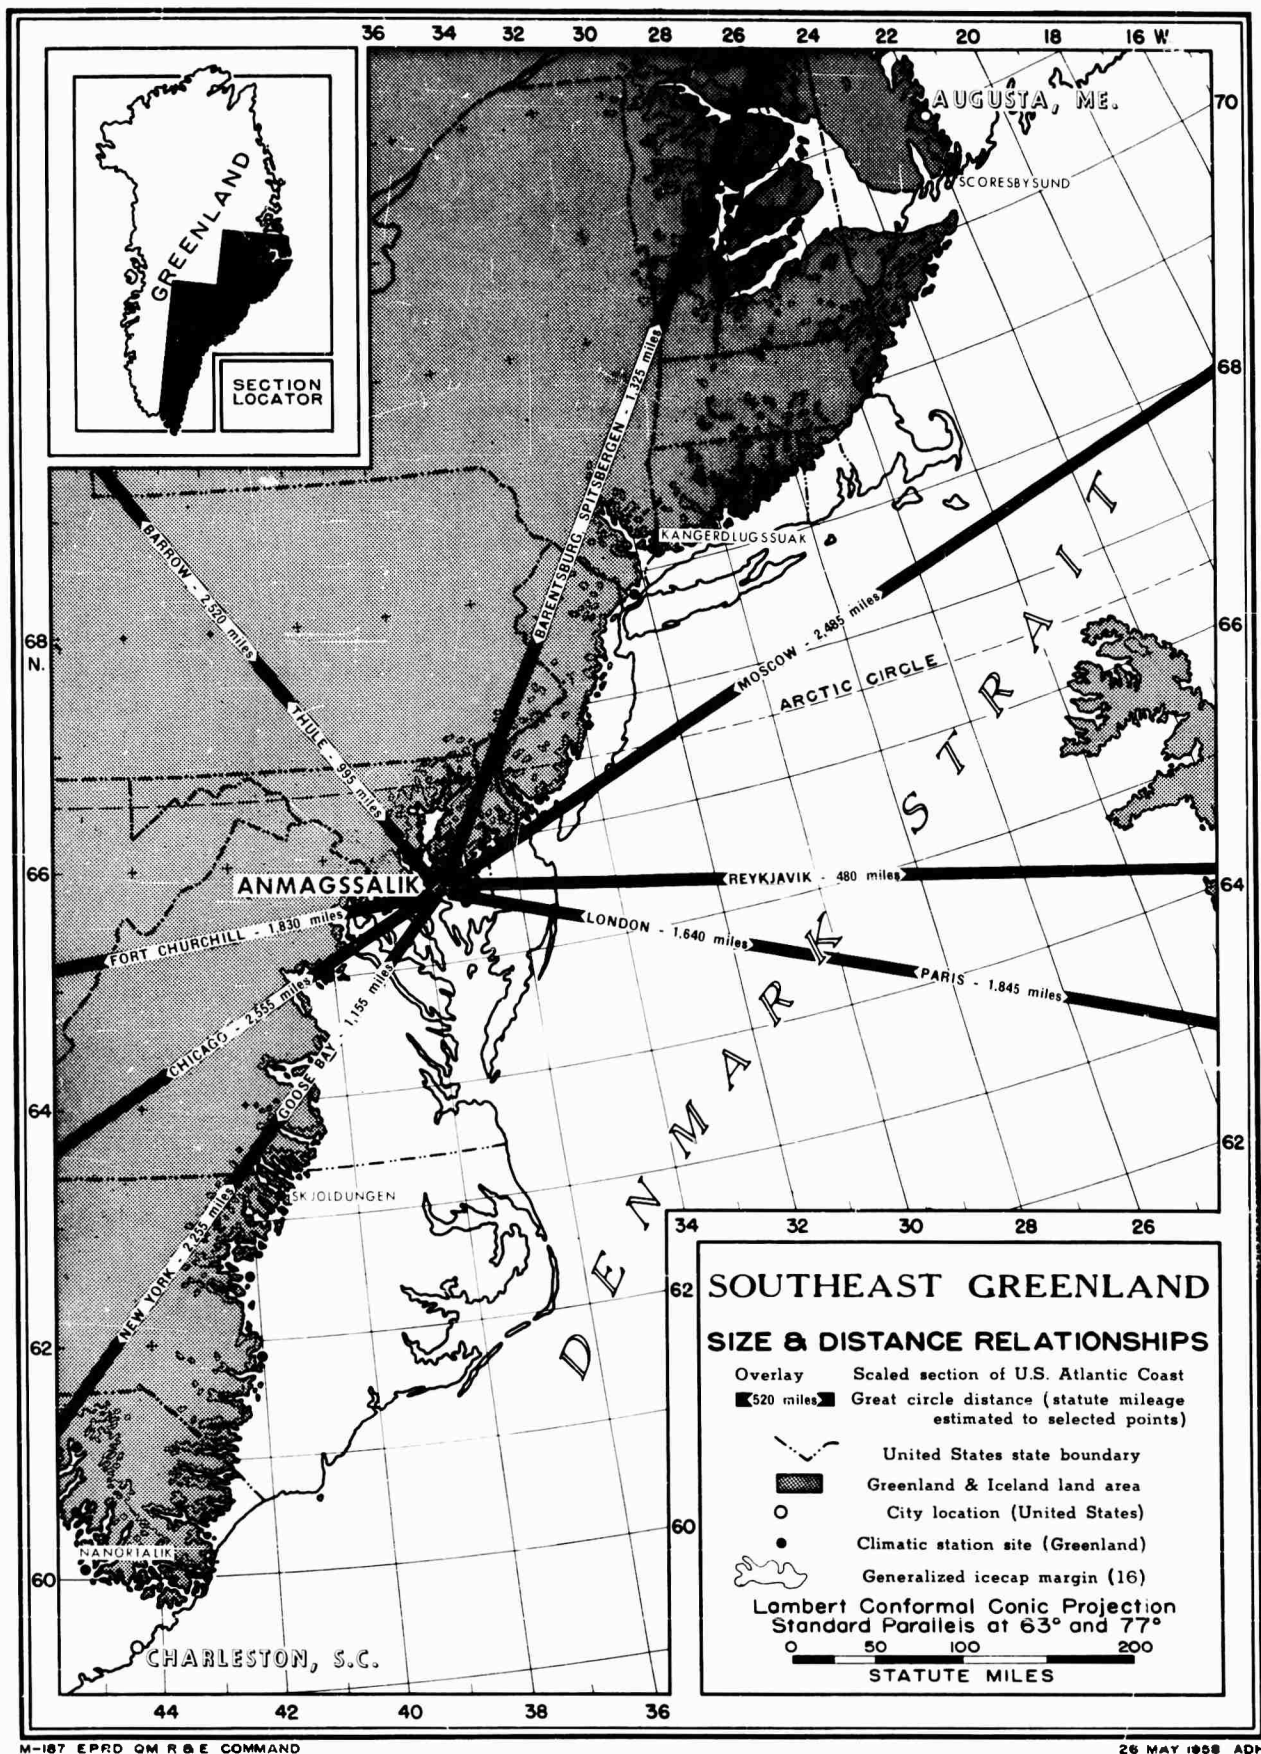 36 34 32 30 28 26 24 22 20 18 16 W
70
AUGUSTA, ME.
SCORESBYSUND
GREENLAND
SECTION
LOCATOR
68
BARENTSBURG, SPITSBERGEN - 1,325 miles
KANGERDLUGSSUAK
BARROW - 2,520 miles
MOSCOW - 2,485 miles
ARCTIC CIRCLE
66
68
N.
THULE - 995 miles
DENMARK STRAIT
66
ANMAGSSALIK
REYKJAVIK - 480 miles
64
LONDON - 1,640 miles
PARIS - 1,845 miles
FORT CHURCHILL - 1,830 miles
CHICAGO - 2,555 miles
GOOSE BAY - 1,155 miles
64
62
SKJOLDUNGEN
NEW YORK - 2,255 miles
34 32 30 28 26
62
62
SOUTHEAST GREENLAND
SIZE & DISTANCE RELATIONSHIPS
Overlay Scaled section of U.S. Atlantic Coast
520 miles Great circle distance (statute mileage
estimated to selected points)
United States state boundary
Greenland & Iceland land area
City location (United States)
60
Climatic station site (Greenland)
Generalized icecap margin (16)
Lambert Conformal Conic Projection
Standard Parallels at 63° and 77°
0 50 100 200
STATUTE MILES
NANORTALIK
60
CHARLESTON, S.C.
44 42 40 38 36
M-187 EPRD QM R & E COMMAND
26 MAY 1958 ADH